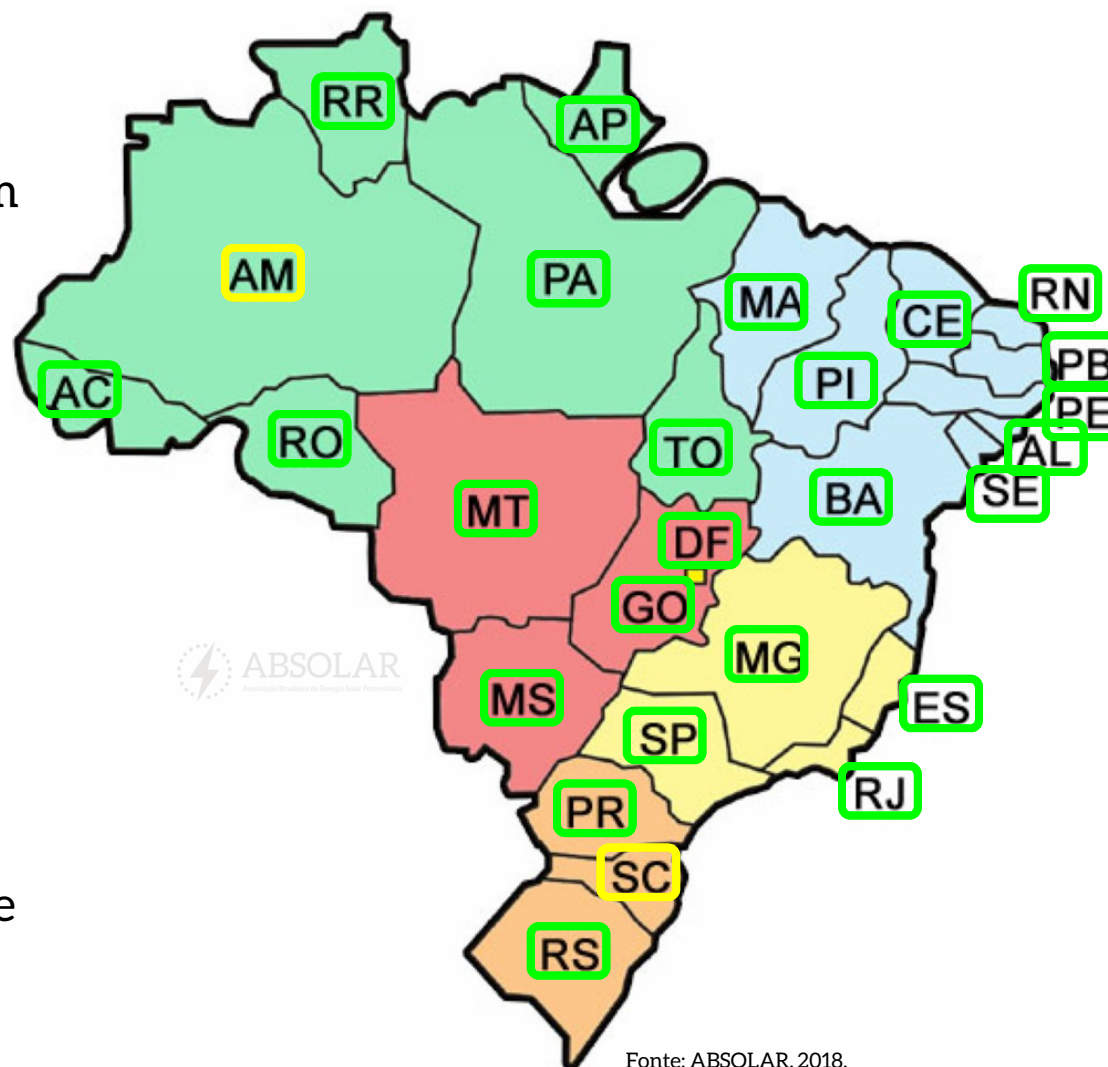 RR
AP
m
AM
PA
MA
CE
RN
PB
PI
AC
PE
RO
TO
AL
SE
BA
MT
DF
GO
MG
ABSOLAR
MS
ES
SP
RJ
PR
SC
e
RS
Fonte: ABSOLAR, 2018.